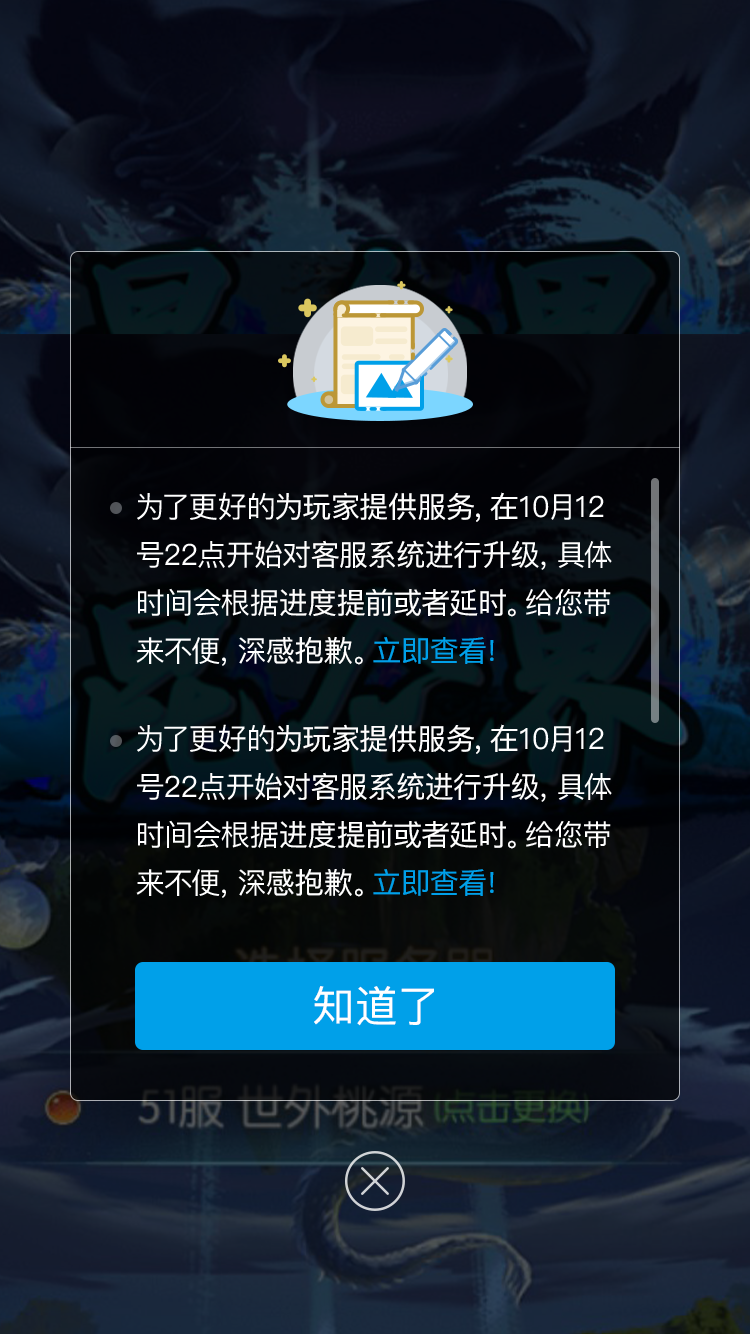 为了更好的为玩家提供服务, 在10月12
号22点开始对客服系统进行升级, 具体
时间会根据进度提前或者延时。给您带
来不便, 深感抱歉。立即查看!
为了更好的为玩家提供服务, 在10月12
号22点开始对客服系统进行升级, 具体
时间会根据进度提前或者延时。给您带
来不便, 深感抱歉。立即查看!
选择服务器
知道了
51服 世外桃源 (点击更换)